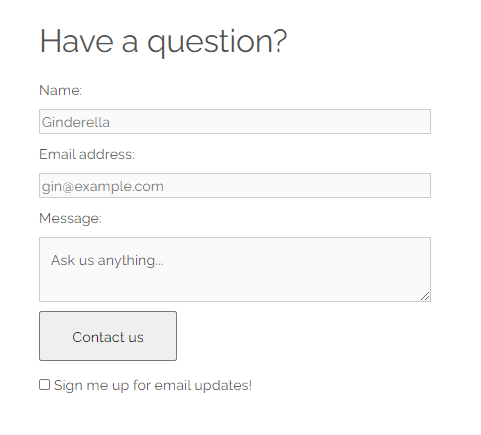 Have a question?
Name:
Ginderella
Email address:
gin@example.com
Message:
Ask us anything...
Contact us
Sign me up for email updates!